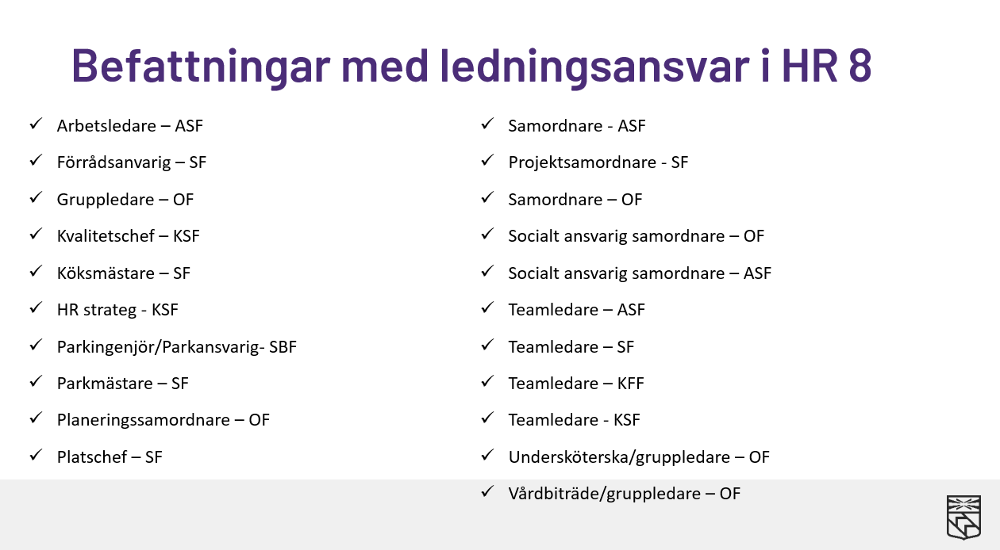 Befattningar med ledningsansvar i HR 8
Arbetsledare – ASF
Förrådsanvarig – SF
Gruppledare – OF
Kvalitetschef – KSF
Köksmästare – SF
HR strateg - KSF
Parkingenjör/Parkansvarig- SBF
Parkmästare – SF
Planeringssamordnare – OF
Platschef – SF
Samordnare - ASF
Projektsamordnare - SF
Samordnare – OF
Socialt ansvarig samordnare – OF
Socialt ansvarig samordnare – ASF
Teamledare – ASF
Teamledare – SF
Teamledare – KFF
Teamledare - KSF
Undersköterska/gruppledare – OF
Vårdbiträde/gruppledare – OF